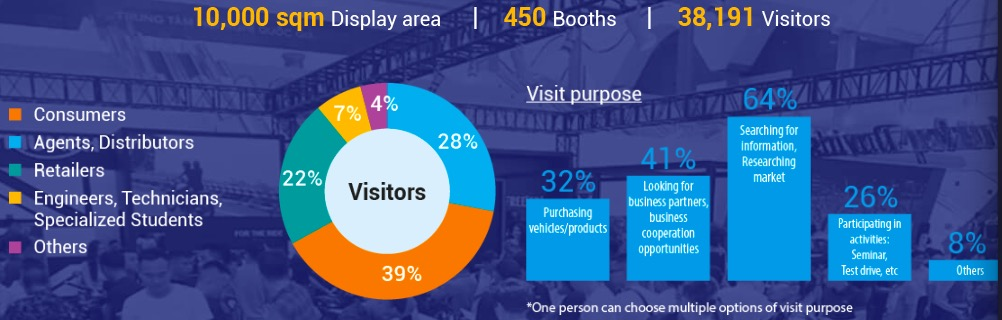 10,000 sqm Display area | 450 Booths | 38,191 Visitors
Consumers
Agents, Distributors
Retailers
Engineers, Technicians,
Specialized Students
Others
4%
7%
28%
22%
Visitors
39%
Visit purpose
32%
Purchasing
vehicles/products
41%
Looking for
business partners,
business
cooperation
opportunities
64%
Searching for
information,
Researching
market
26%
Participating in
activities:
Seminar,
Test drive, etc
8%
Others
*One person can choose multiple options of visit purpose